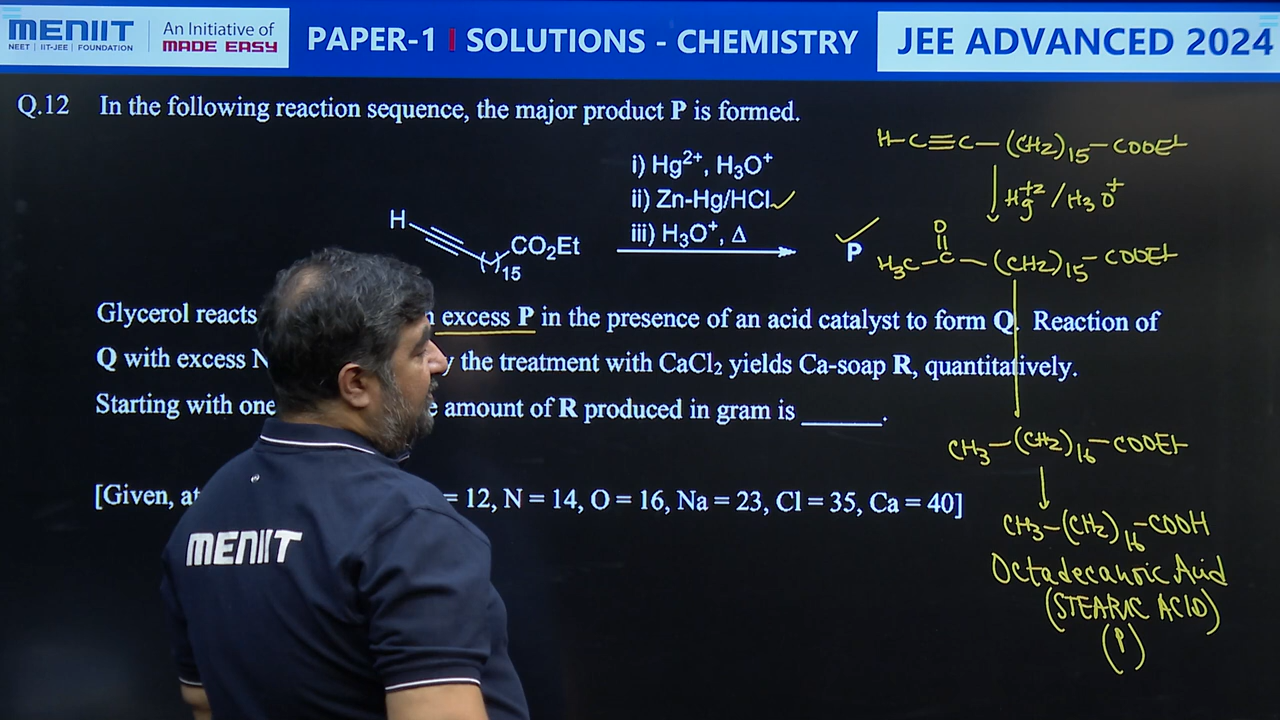 MENIIT
NEET | IIT-JEE | FOUNDATION
An Initiative of
MADE EASY
PAPER-1 | SOLUTIONS - CHEMISTRY
JEE ADVANCED 2024
Q.12 In the following reaction sequence, the major product P is formed.
i) Hg²⁺, H₃O⁺
ii) Zn-Hg/HCl ✓
iii) H₃O⁺, Δ
H
CO₂Et
15
P
Glycerol reacts excess P in the presence of an acid catalyst to form Q. Reaction of
Q with excess the treatment with CaCl₂ yields Ca-soap R, quantitatively.
Starting with one amount of R produced in gram is ______.
[Given, = 12, N = 14, O = 16, Na = 23, Cl = 35, Ca = 40]
H-C≡C-(CH₂)₁₅-COOEt
↓ Hg⁺²/H₃O⁺
O
H₃C-C-(CH₂)₁₅-COOEt
CH₃-(CH₂)₁₆-COOEt
↓
CH₃-(CH₂)₁₆-COOH
Octadecanoic Acid
(STEARIC ACID)
(P)
MENIIT